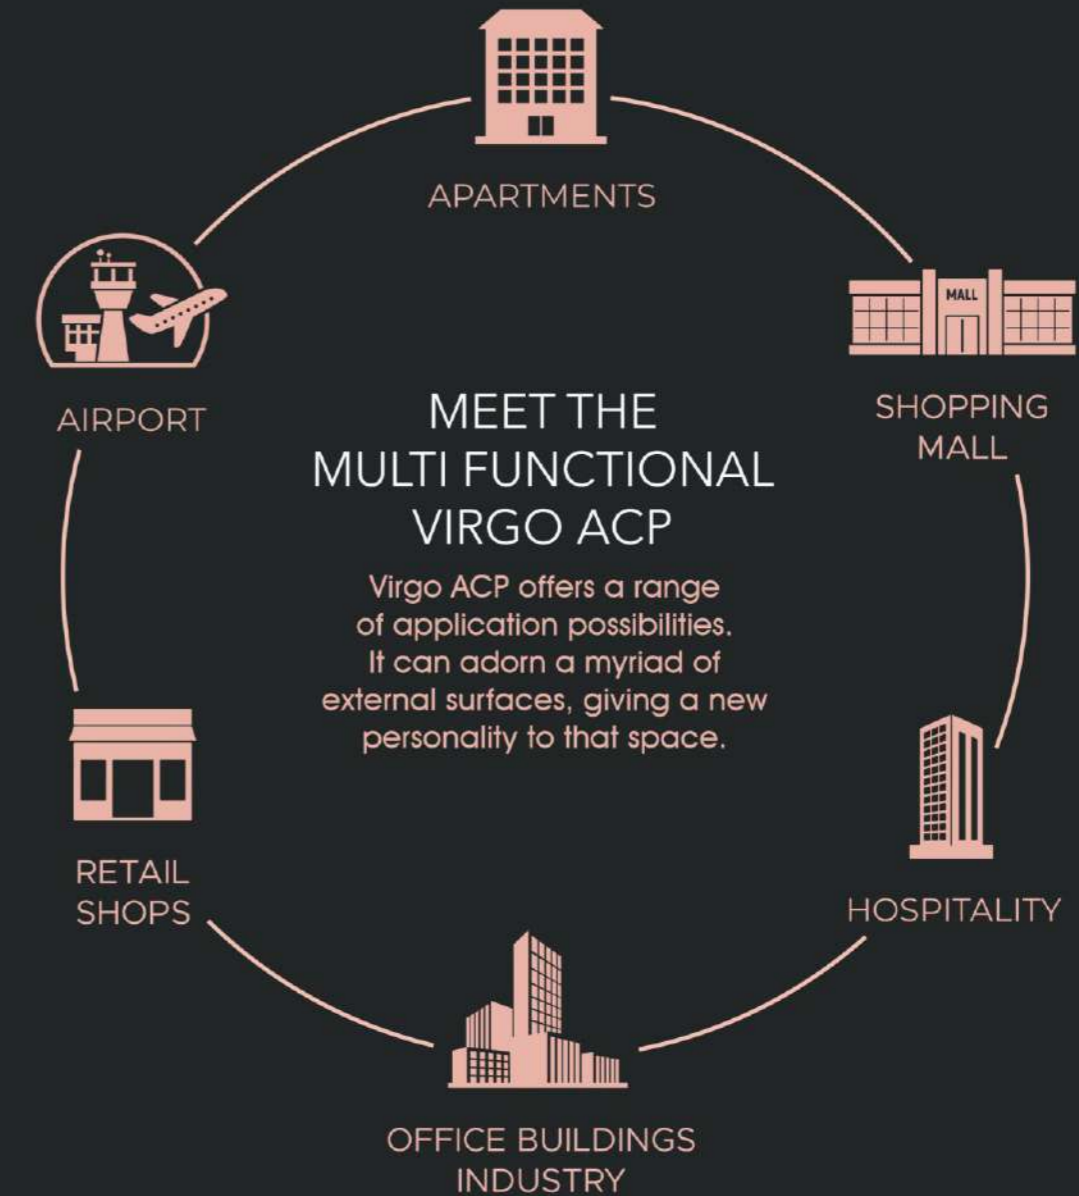 APARTMENTS
MALL
SHOPPING
MALL
AIRPORT
MEET THE
MULTI FUNCTIONAL
VIRGO ACP
Virgo ACP offers a range
of application possibilities.
It can adorn a myriad of
external surfaces, giving a new
personality to that space.
RETAIL
SHOPS
HOSPITALITY
OFFICE BUILDINGS
INDUSTRY